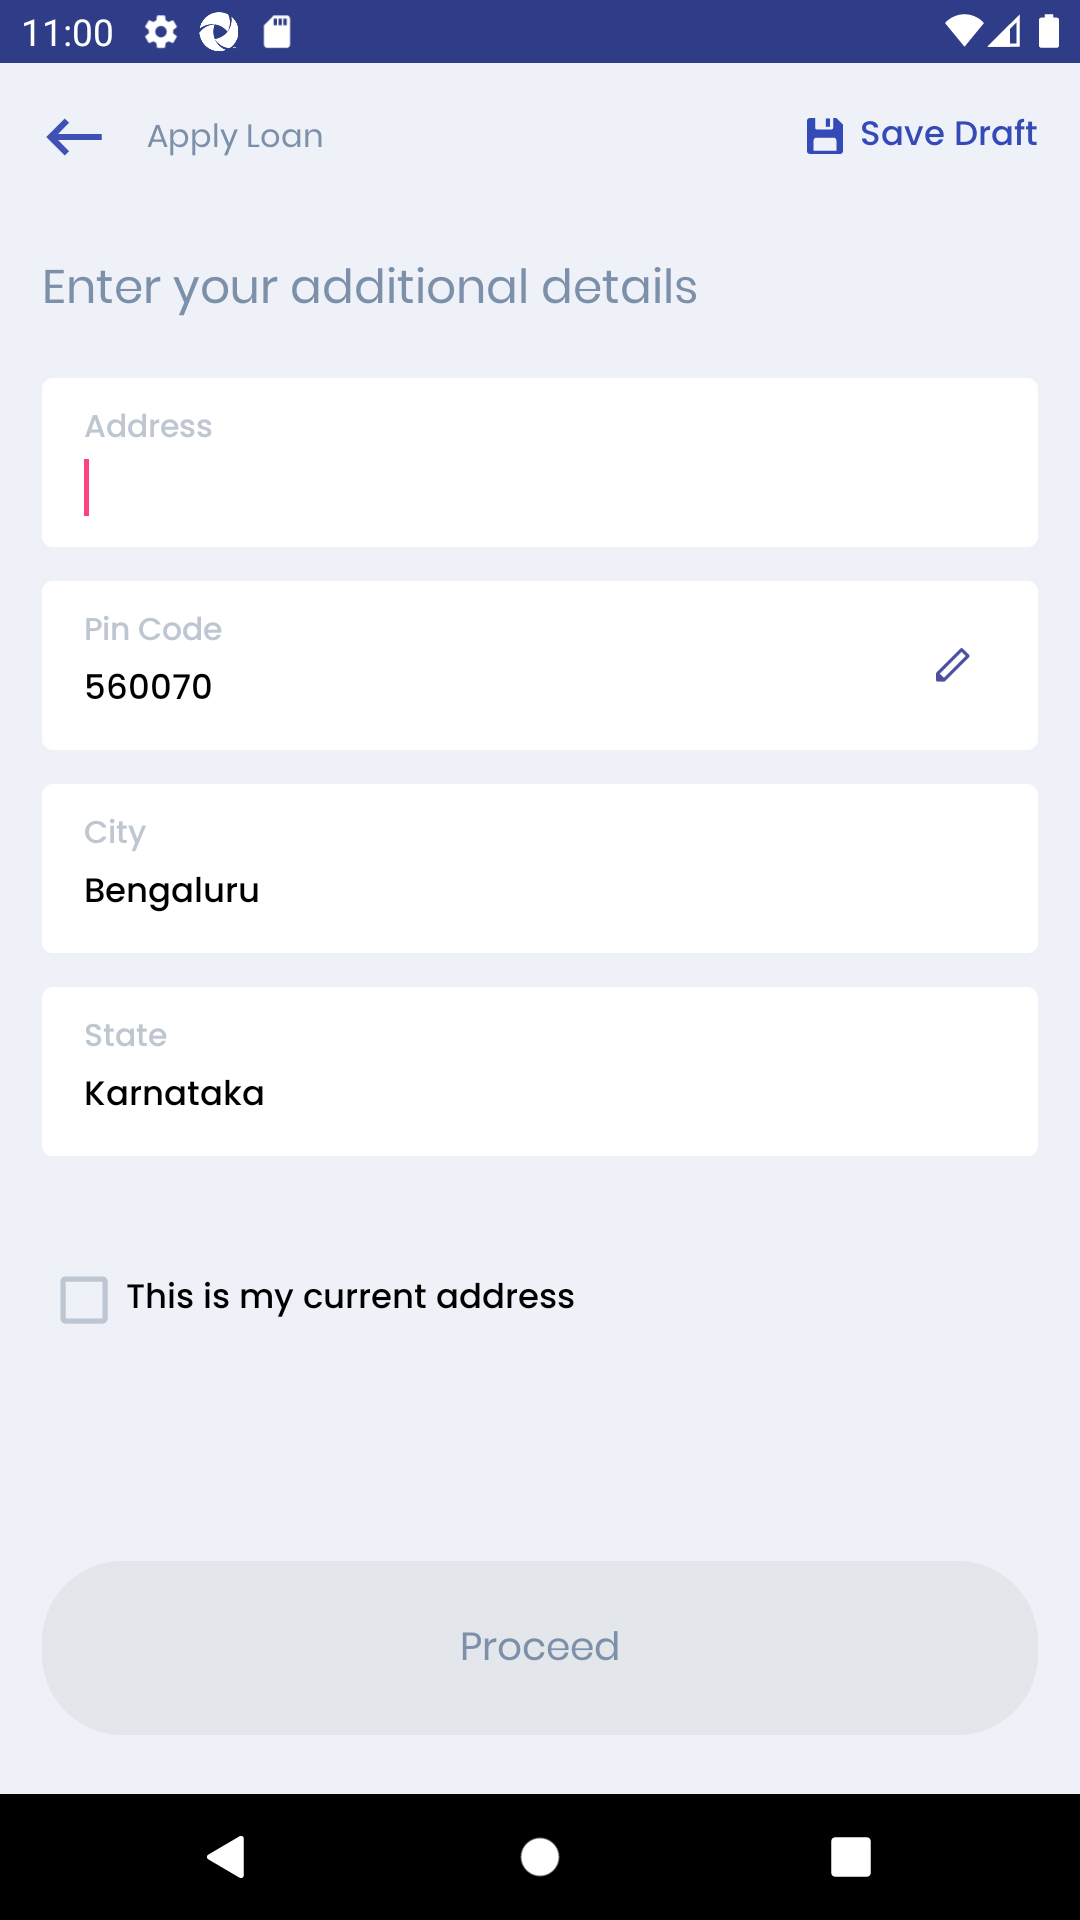 11:00
Apply Loan
Save Draft
Enter your additional details
Address
Pin Code
560070
City
Bengaluru
State
Karnataka
This is my current address
Proceed